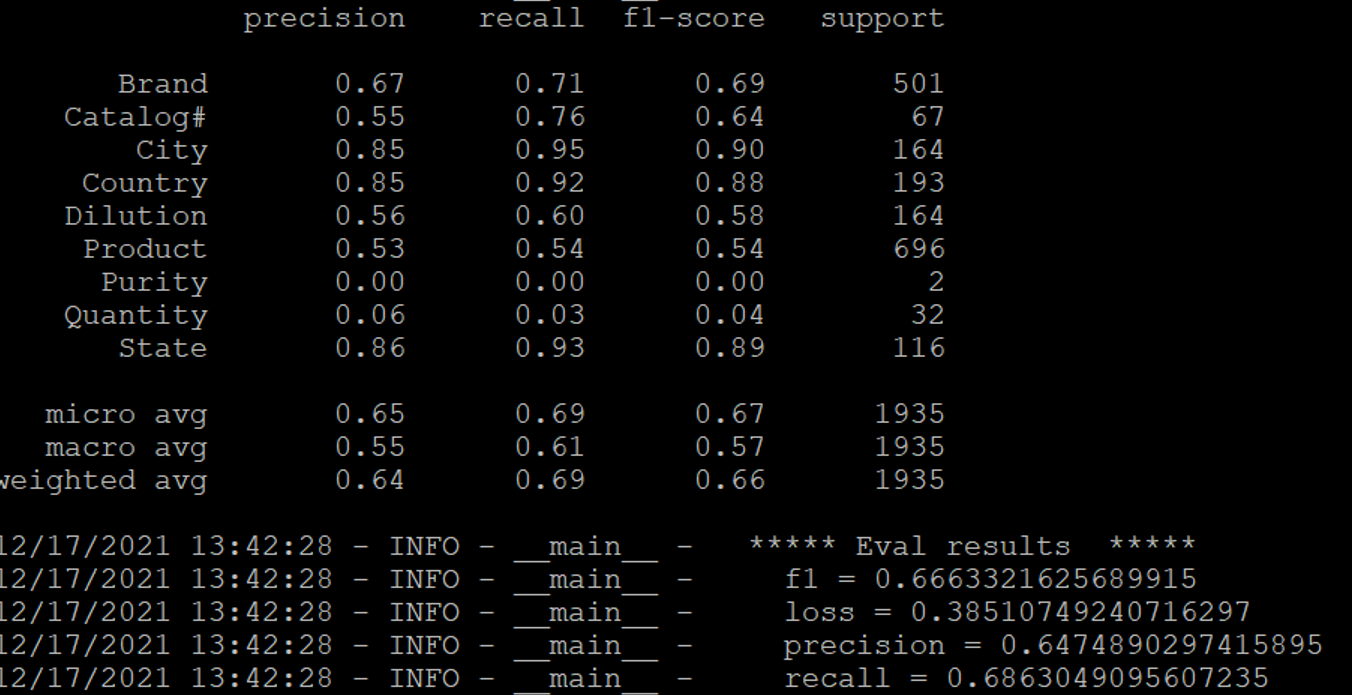 precision recall f1-score support
Brand 0.67 0.71 0.69 501
Catalog# 0.55 0.76 0.64 67
City 0.85 0.95 0.90 164
Country 0.85 0.92 0.88 193
Dilution 0.56 0.60 0.58 164
Product 0.53 0.54 0.54 696
Purity 0.00 0.00 0.00 2
Quantity 0.06 0.03 0.04 32
State 0.86 0.93 0.89 116
micro avg 0.65 0.69 0.67 1935
macro avg 0.55 0.61 0.57 1935
weighted avg 0.64 0.69 0.66 1935
12/17/2021 13:42:28 - INFO - __main__ - ***** Eval results *****
12/17/2021 13:42:28 - INFO - __main__ - f1 = 0.6663321625689915
12/17/2021 13:42:28 - INFO - __main__ - loss = 0.38510749240716297
12/17/2021 13:42:28 - INFO - __main__ - precision = 0.6474890297415895
12/17/2021 13:42:28 - INFO - __main__ - recall = 0.6863049095607235